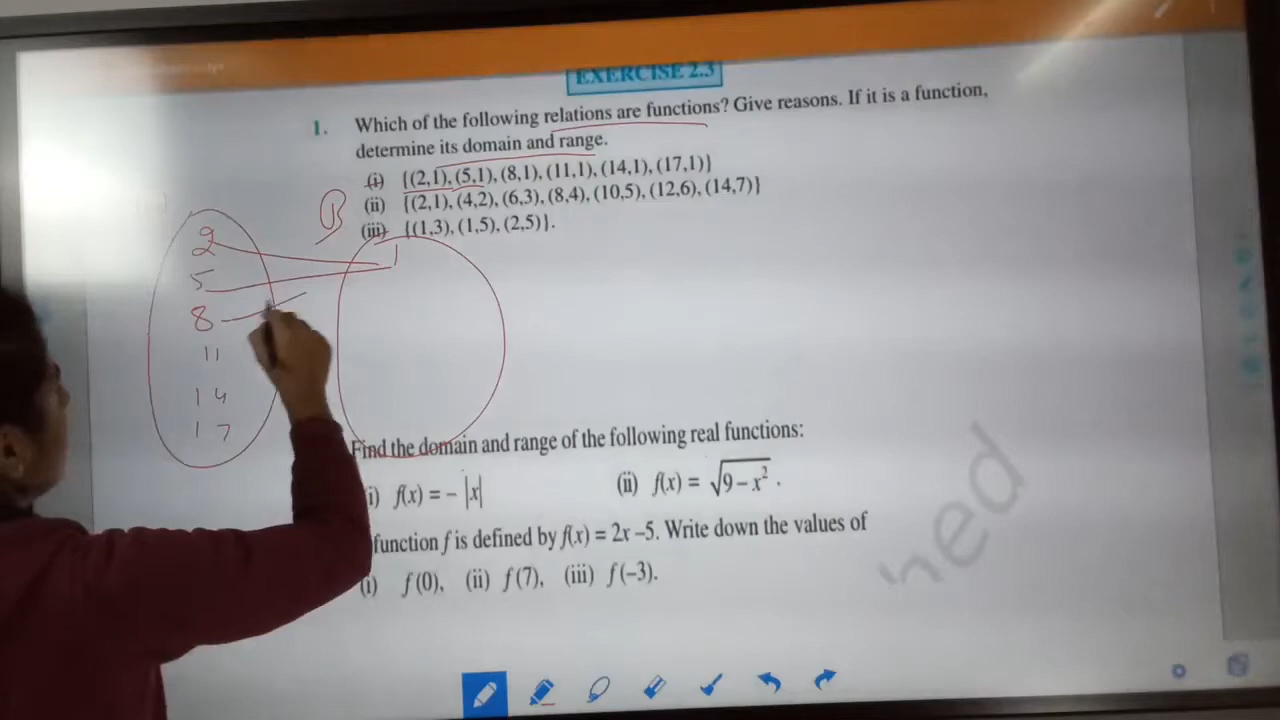 EXERCISE 2.3
1. Which of the following relations are functions? Give reasons. If it is a function,
determine its domain and range.
(i) {(2,1), (5,1), (8,1), (11,1), (14,1), (17,1)}
(ii) {(2,1), (4,2), (6,3), (8,4), (10,5), (12,6), (14,7)}
(iii) {(1,3), (1,5), (2,5)}.
B
2 1
5
8
11
14
17
Find the domain and range of the following real functions:
i) f(x) = – |x| (ii) f(x) = √9 – x² .
function f is defined by f(x) = 2x –5. Write down the values of
(i) f (0), (ii) f (7), (iii) f (–3).
hed